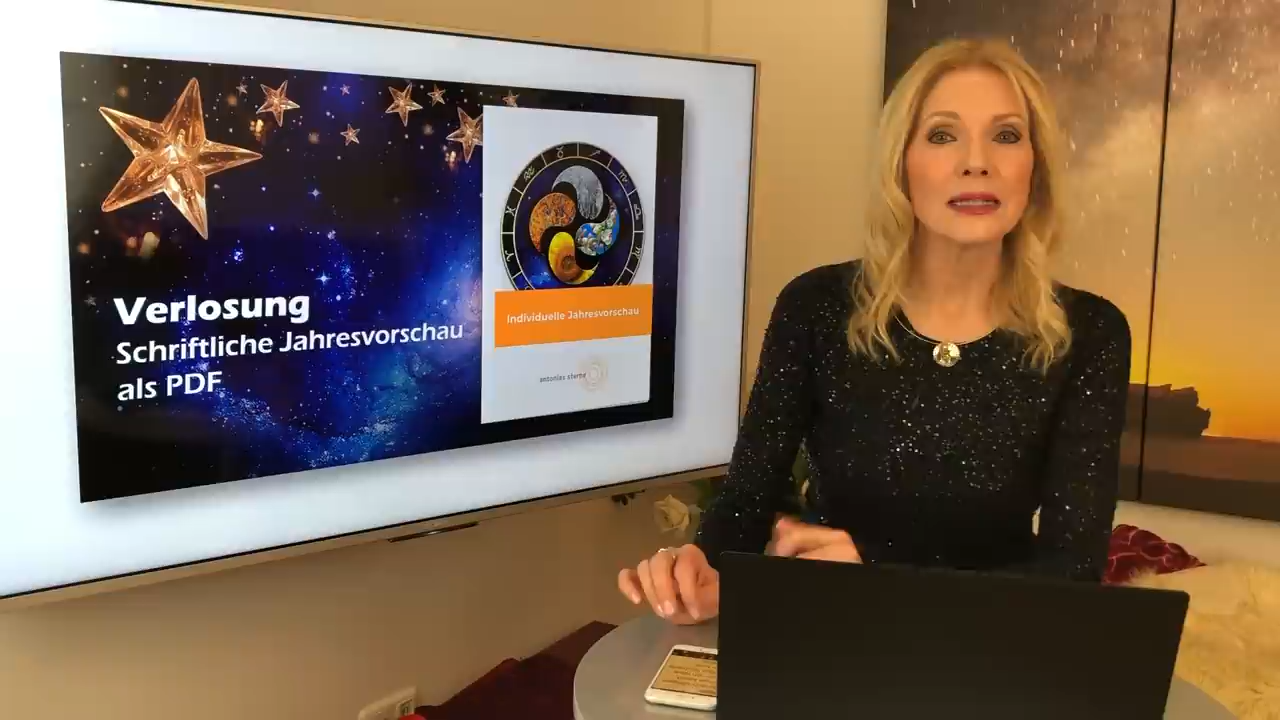 Verlosung
Schriftliche Jahresvorschau
als PDF
Individuelle Jahresvorschau
antonias sterne